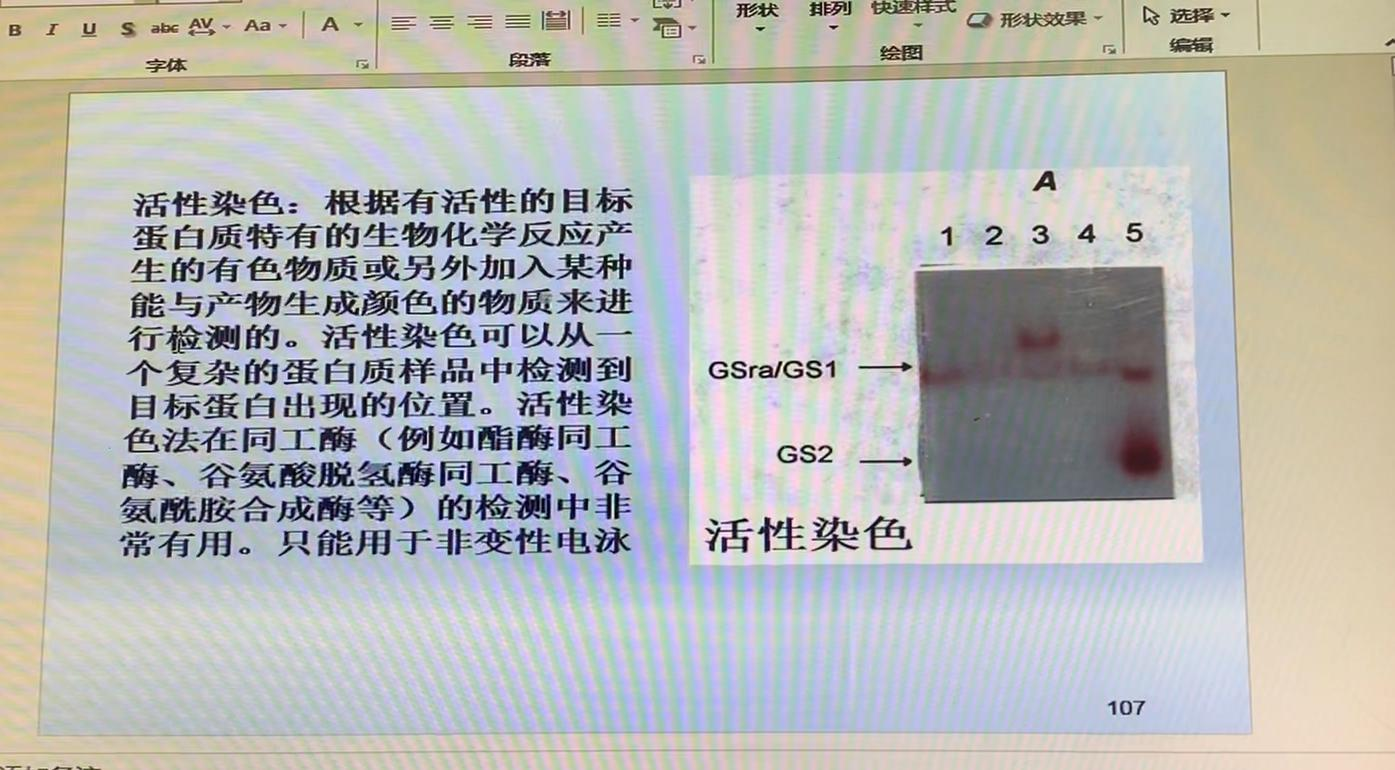 B I U S abc AV Aa A
形状 排列 快速样式
形状效果
选择
字体 段落 绘图 编辑
活性染色：根据有活性的目标
蛋白质特有的生物化学反应产
生的有色物质或另外加入某种
能与产物生成颜色的物质来进
行检测的。活性染色可以从一
个复杂的蛋白质样品中检测到
目标蛋白出现的位置。活性染
色法在同工酶（例如酯酶同工
酶、谷氨酸脱氢酶同工酶、谷
氨酰胺合成酶等）的检测中非
常有用。只能用于非变性电泳
A
1 2 3 4 5
GSra/GS1
GS2
活性染色
107